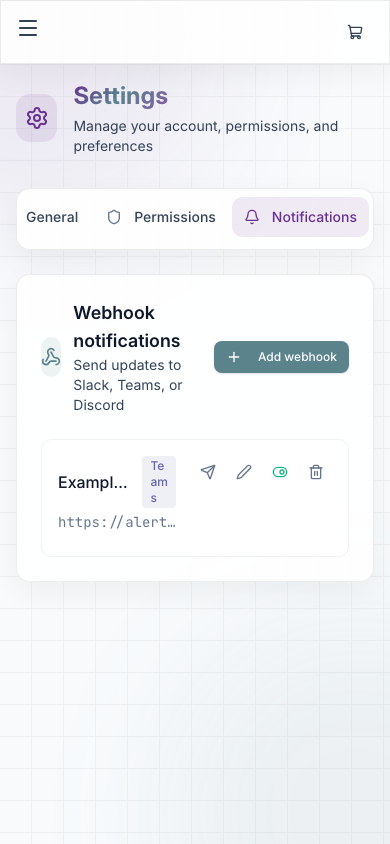 Settings
Manage your account, permissions, and
preferences
General
Permissions
Notifications
Webhook
notifications
Send updates to
Slack, Teams, or
Discord
Add webhook
Exampl...
Te
am
s
https://alert…